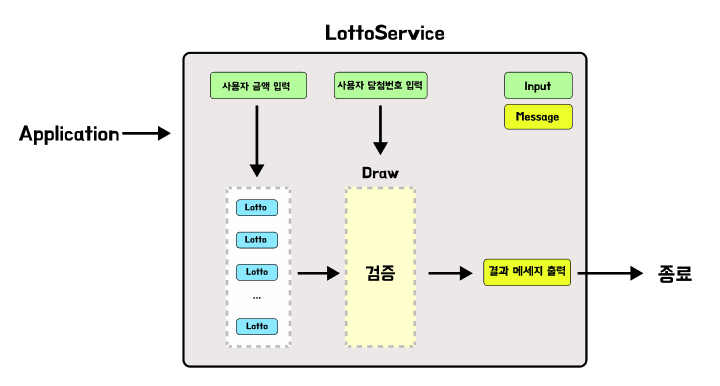 LottoService
사용자 금액 입력
사용자 당첨번호 입력
Input
Message
Application
Draw
Lotto
Lotto
Lotto
...
Lotto
검증
결과 메세지 출력
종료